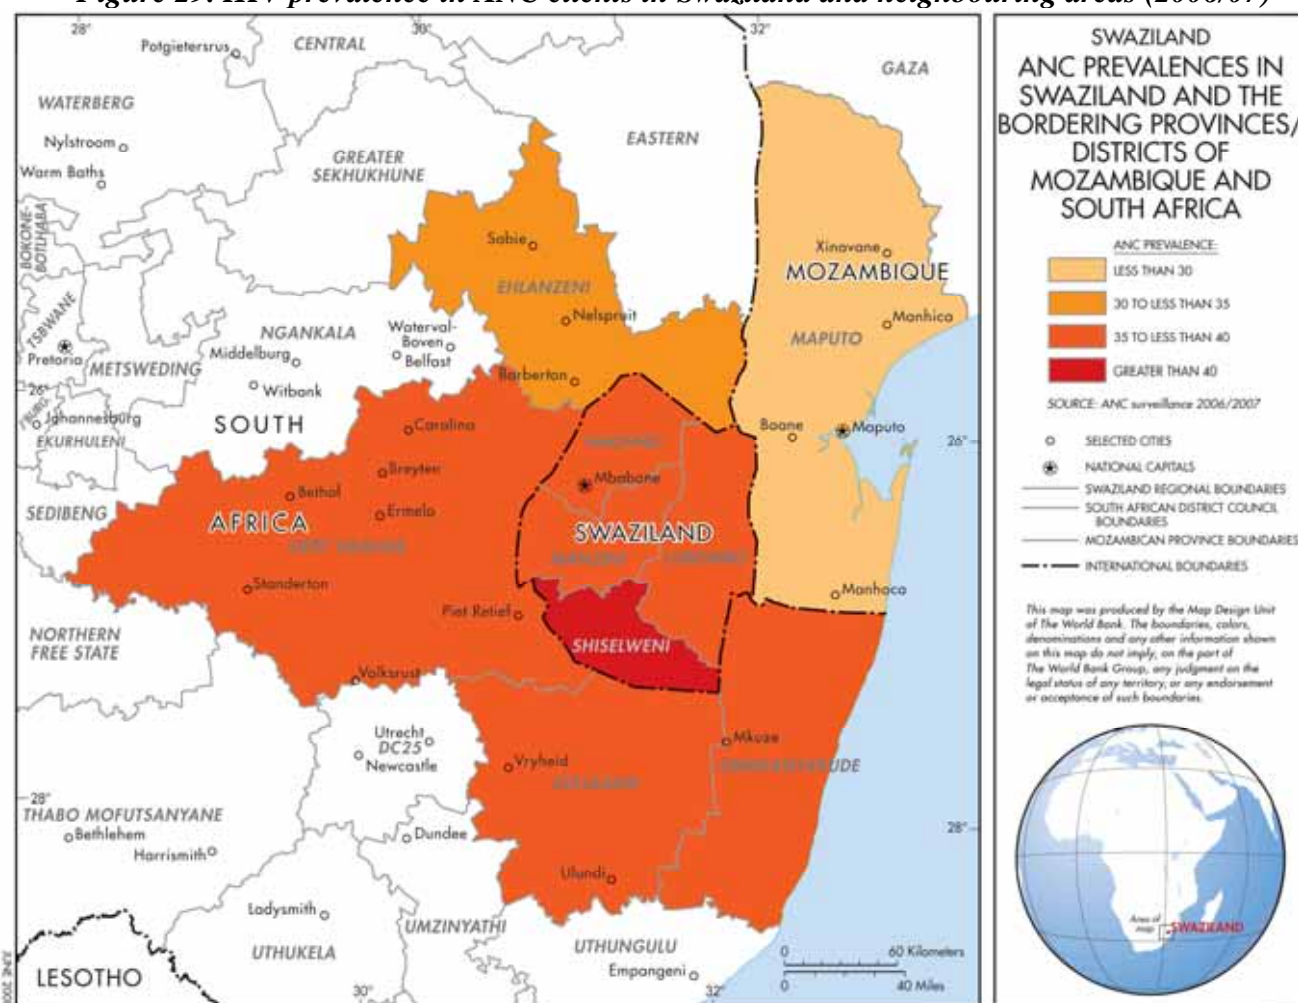 Figure 29: HIV prevalence in ANC clients in Swaziland and neighbouring areas (2006/07)
28°
30°
32°
Potgietersrus
CENTRAL
GAZA
WATERBERG
EASTERN
Nylstroom
GREATER
SEKHUKHUNE
Warm Baths
BOKONE-
BOTLHABA
Sabie
Xinavane
MOZAMBIQUE
EHLANZENI
TSEBWANE
NGANKALA
Waterval-
Boven
Nelspruit
Manhica
MAPUTO
Pretoria
METSWEDING
Middelburg
Belfast
Barberton
26°
Witbank
Johannesburg
SOUTH
Carolina
Boane
Maputo
EKURHULENI
26°
Breyten
Mbabane
Bethal
SEDIBENG
AFRICA
Ermelo
SWAZILAND
Standerton
Manhoca
Piet Retief
NORTHERN
FREE STATE
SHISELWENI
Volksrust
Utrecht
DC25
Newcastle
Mkuze
Vryheid
28°
THABO MOFUTSANYANE
Bethlehem
Dundee
28°
Harrismith
Ulundi
Ladysmith
UMZINYATHI
UTHUKELA
UTHUNGULU
Empangeni
LESOTHO
0 60 Kilometers
0 40 Miles
30°
32°
SWAZILAND
ANC PREVALENCES IN
SWAZILAND AND THE
BORDERING PROVINCES/
DISTRICTS OF
MOZAMBIQUE AND
SOUTH AFRICA
ANC PREVALENCE:
LESS THAN 30
30 TO LESS THAN 35
35 TO LESS THAN 40
GREATER THAN 40
SOURCE: ANC surveillance 2006/2007
SELECTED CITIES
NATIONAL CAPITALS
SWAZILAND REGIONAL BOUNDARIES
SOUTH AFRICAN DISTRICT COUNCIL
BOUNDARIES
MOZAMBICAN PROVINCE BOUNDARIES
INTERNATIONAL BOUNDARIES
This map was produced by the Map Design Unit
of The World Bank. The boundaries, colors,
denominations and any other information shown
on this map do not imply, on the part of
The World Bank Group, any judgment on the
legal status of any territory, or any endorsement
or acceptance of such boundaries.
Area of
map
SWAZILAND